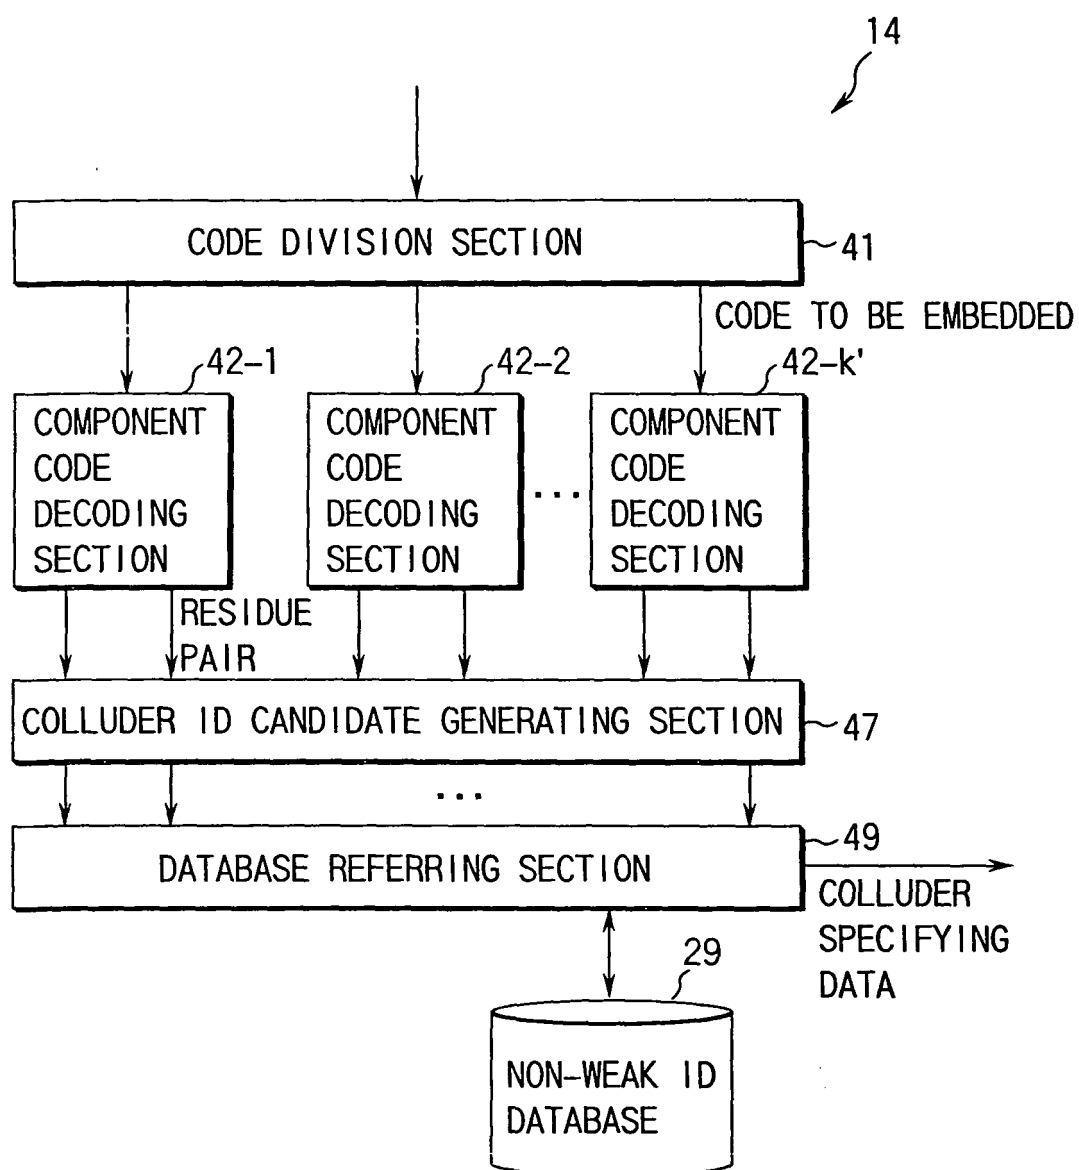 14
CODE DIVISION SECTION
41
CODE TO BE EMBEDDED
42-1
42-2
42-k'
COMPONENT
CODE
DECODING
SECTION
COMPONENT
CODE
DECODING
SECTION
...
COMPONENT
CODE
DECODING
SECTION
RESIDUE
PAIR
COLLUDER ID CANDIDATE GENERATING SECTION
47
...
DATABASE REFERRING SECTION
49
COLLUDER
SPECIFYING
DATA
29
NON-WEAK ID
DATABASE